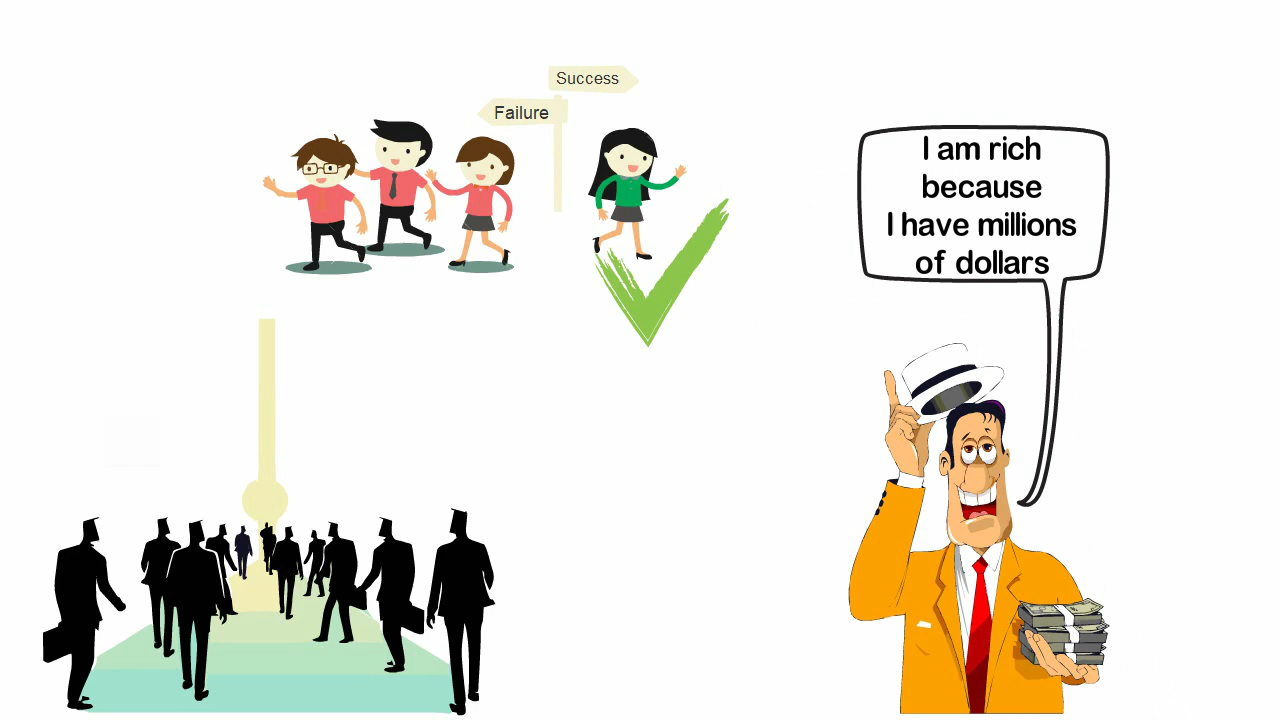 Success
Failure
I am rich
because
I have millions
of dollars